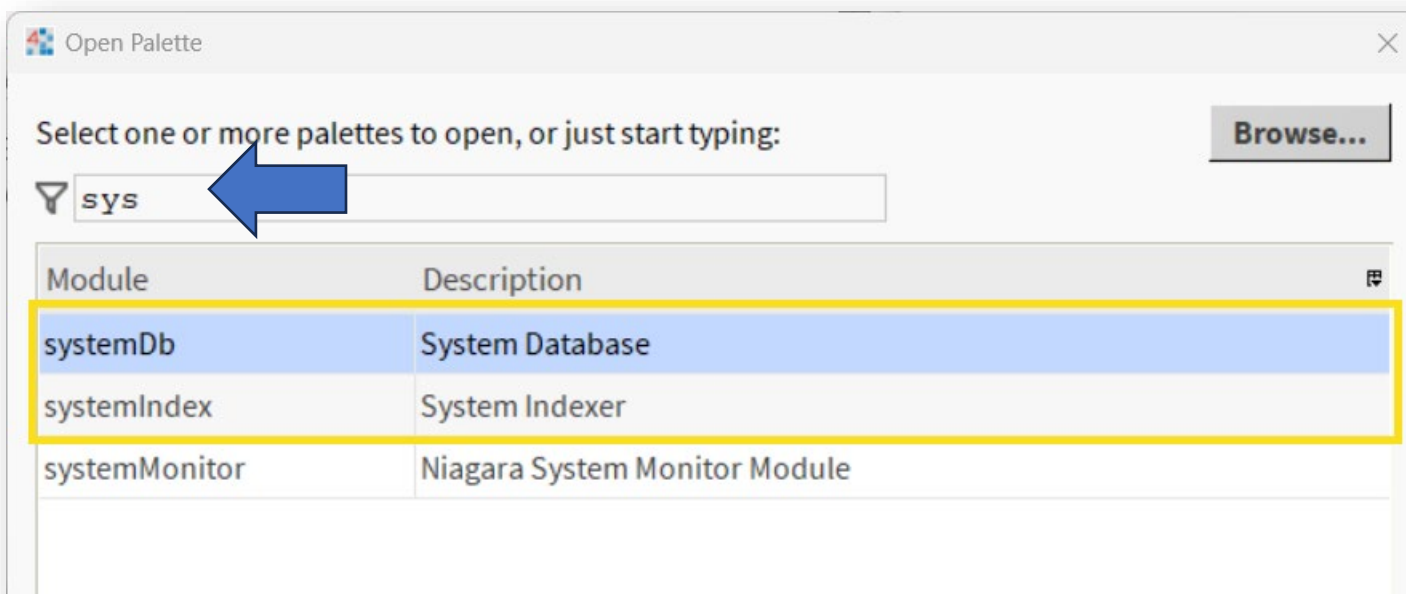 Open Palette
Select one or more palettes to open, or just start typing:
Browse...
sys
Module Description
systemDb System Database
systemIndex System Indexer
systemMonitor Niagara System Monitor Module